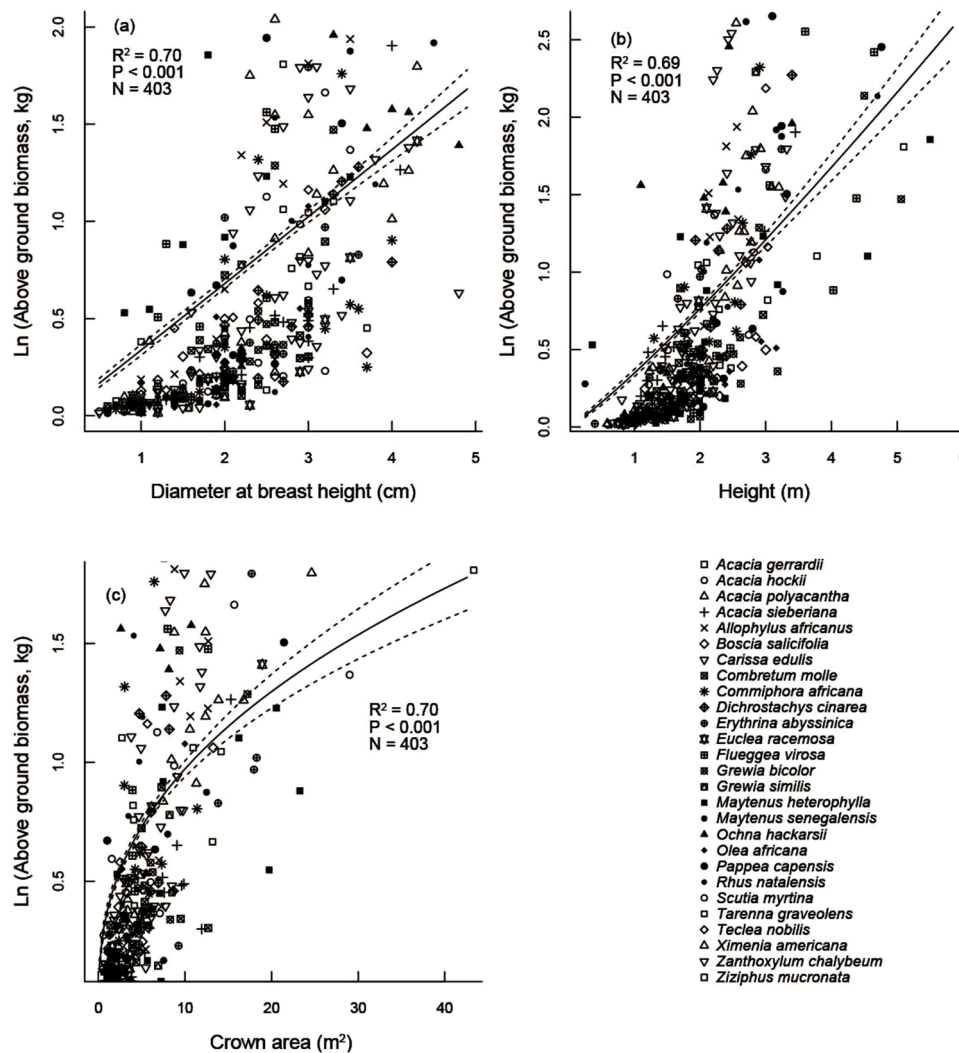 (a)
R² = 0.70
P < 0.001
N = 403
Ln (Above ground biomass, kg)
0.0
0.5
1.0
1.5
2.0
1
2
3
4
5
Diameter at breast height (cm)
(b)
R² = 0.69
P < 0.001
N = 403
Ln (Above ground biomass, kg)
0.0
0.5
1.0
1.5
2.0
2.5
1
2
3
4
5
6
Height (m)
(c)
R² = 0.70
P < 0.001
N = 403
Ln (Above ground biomass, kg)
0.5
1.0
1.5
0
10
20
30
40
Crown area (m²)
Acacia gerrardii
Acacia hockii
Acacia polyacantha
Acacia sieberiana
Allophylus africanus
Boscia salicifolia
Carissa edulis
Combretum molle
Commiphora africana
Dichrostachys cinarea
Erythrina abyssinica
Euclea racemosa
Flueggea virosa
Grewia bicolor
Grewia similis
Maytenus heterophylla
Maytenus senegalensis
Ochna hackarsii
Olea africana
Pappea capensis
Rhus natalensis
Scutia myrtina
Tarenna graveolens
Teclea nobilis
Ximenia americana
Zanthoxylum chalybeum
Ziziphus mucronata